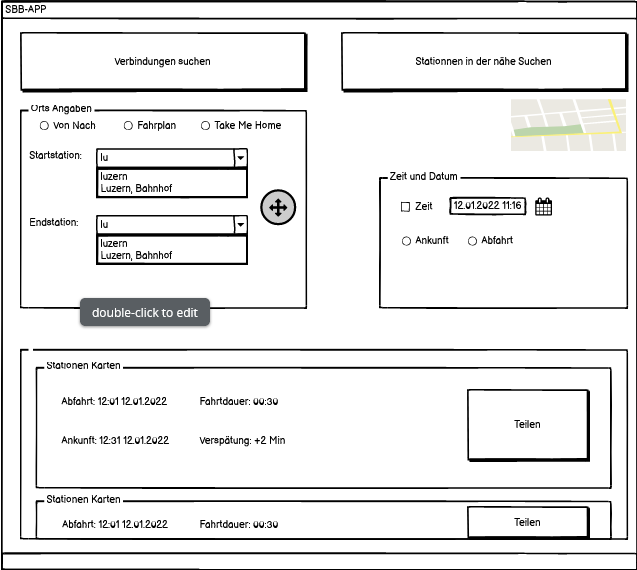 SBB-APP
Verbindungen suchen
Stationnen in der nähe Suchen
Orts Angaben
Von Nach
Fahrplan
Take Me Home
Startstation:
lu
luzern
Luzern, Bahnhof
Endstation:
lu
luzern
Luzern, Bahnhof
Zeit und Datum
Zeit
12.01.2022 11:16
Ankunft
Abfahrt
double-click to edit
Stationen Karten
Abfahrt: 12:01 12.01.2022
Fahrtdauer: 00:30
Ankunft: 12:31 12.01.2022
Verspätung: +2 Min
Teilen
Stationen Karten
Abfahrt: 12:01 12.01.2022
Fahrtdauer: 00:30
Teilen